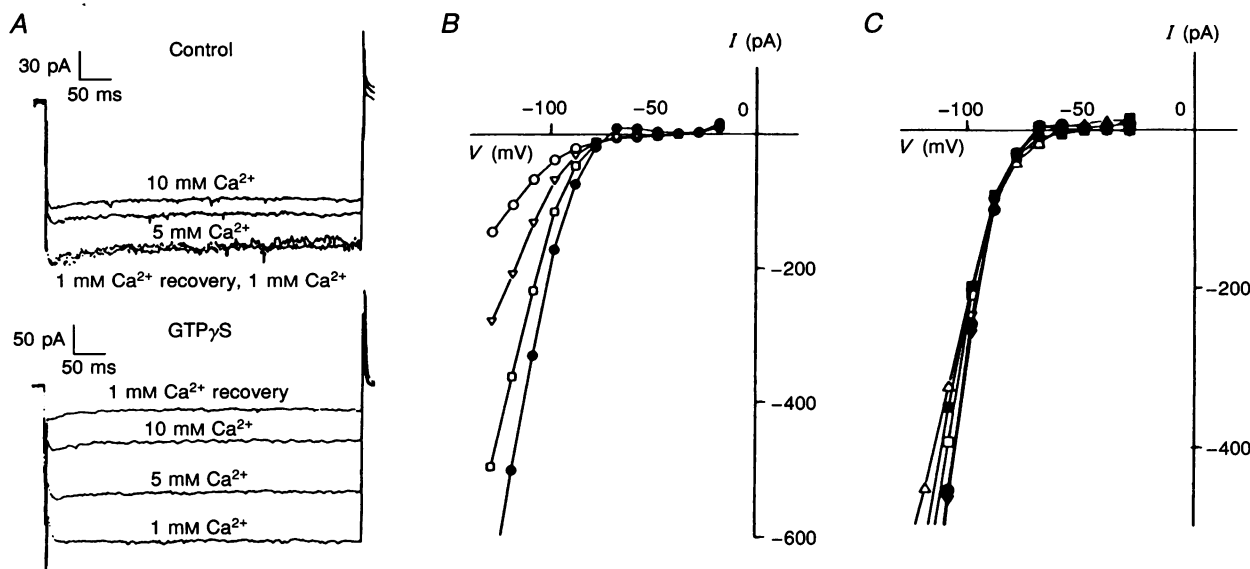 A
Control
30 pA
50 ms
10 mM Ca²⁺
5 mM Ca²⁺
1 mM Ca²⁺ recovery, 1 mM Ca²⁺
GTPγS
50 pA
50 ms
1 mM Ca²⁺ recovery
10 mM Ca²⁺
5 mM Ca²⁺
1 mM Ca²⁺
B
I (pA)
-100 -50 0
V (mV)
-200
-400
-600
C
I (pA)
-100 -50 0
V (mV)
-200
-400